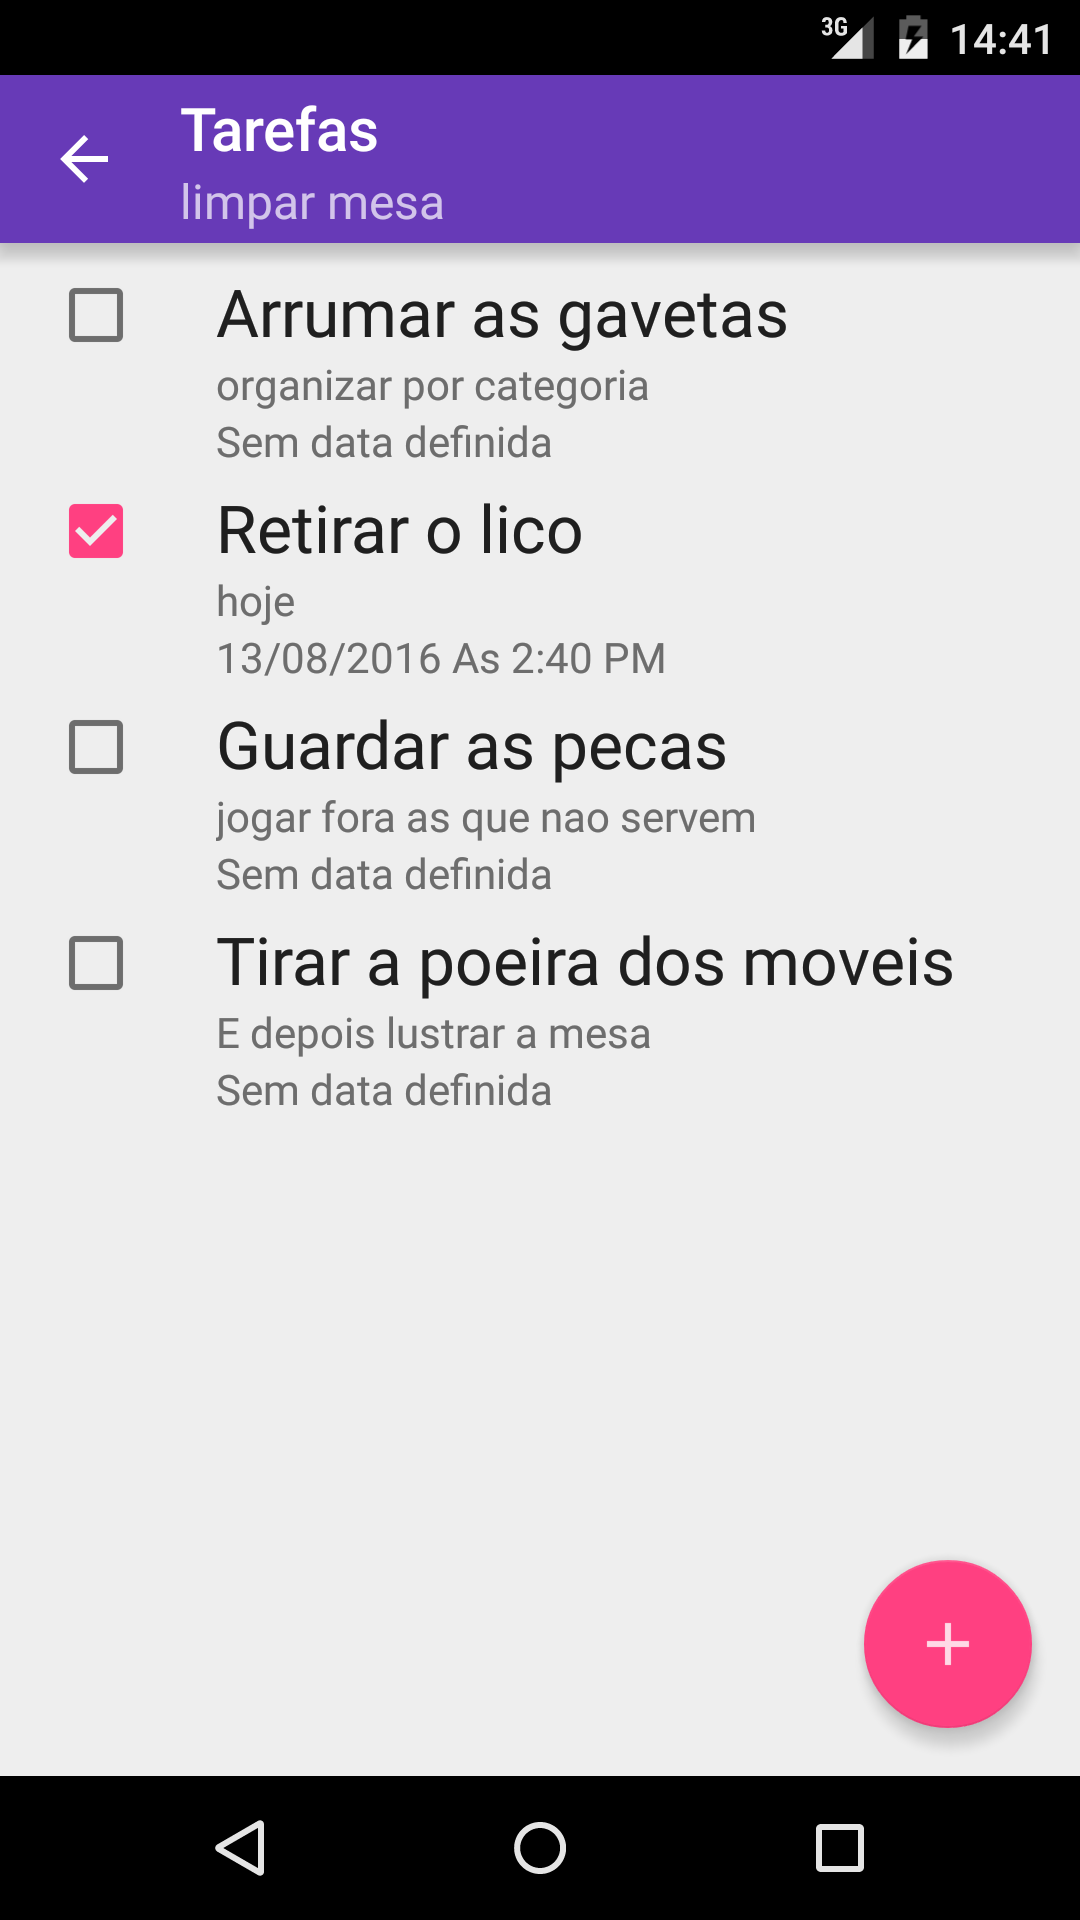 3G 14:41
Tarefas
limpar mesa
Arrumar as gavetas
organizar por categoria
Sem data definida
Retirar o lico
hoje
13/08/2016 As 2:40 PM
Guardar as pecas
jogar fora as que nao servem
Sem data definida
Tirar a poeira dos moveis
E depois lustrar a mesa
Sem data definida